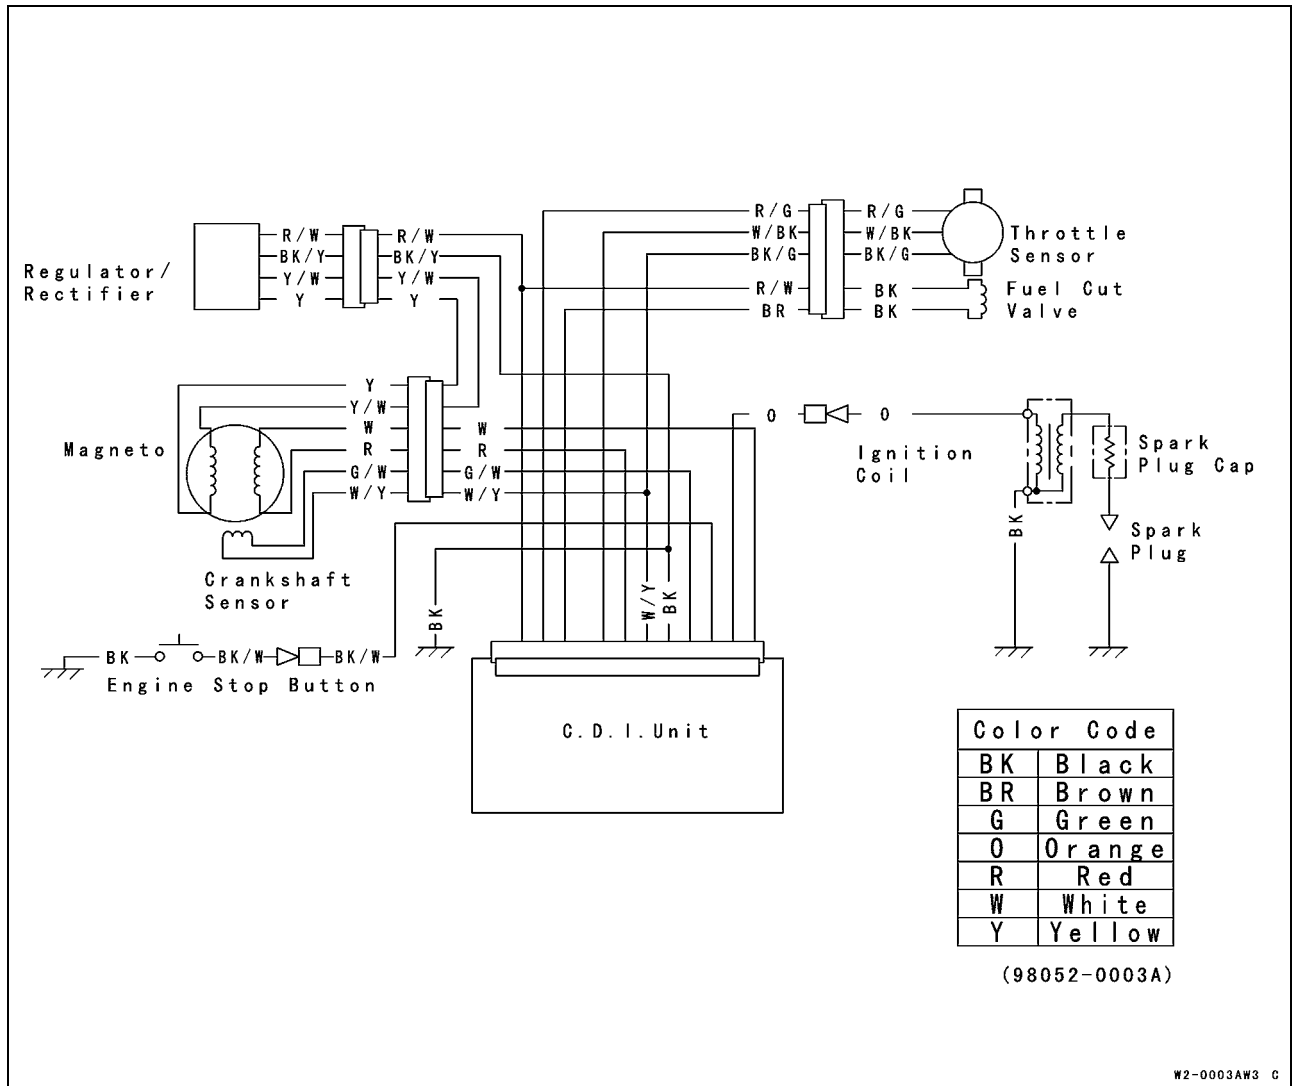 R/G
W/BK
BK/G
R/W
BR
R/G
W/BK
BK/G
BK
BK
Throttle
Sensor
Fuel Cut
Valve
Regulator/
Rectifier
R/W
BK/Y
Y/W
Y
R/W
BK/Y
Y/W
Y
Magneto
Y
Y/W
W
R
G/W
W/Y
W
R
G/W
W/Y
Crankshaft
Sensor
O
O
Ignition
Coil
Spark
Plug Cap
Spark
Plug
BK
BK
W/Y
BK
BK
BK/W
BK/W
Engine Stop Button
C.D.I.Unit
Color Code
BK Black
BR Brown
G Green
O Orange
R Red
W White
Y Yellow
(98052-0003A)
W2-0003AW3 C